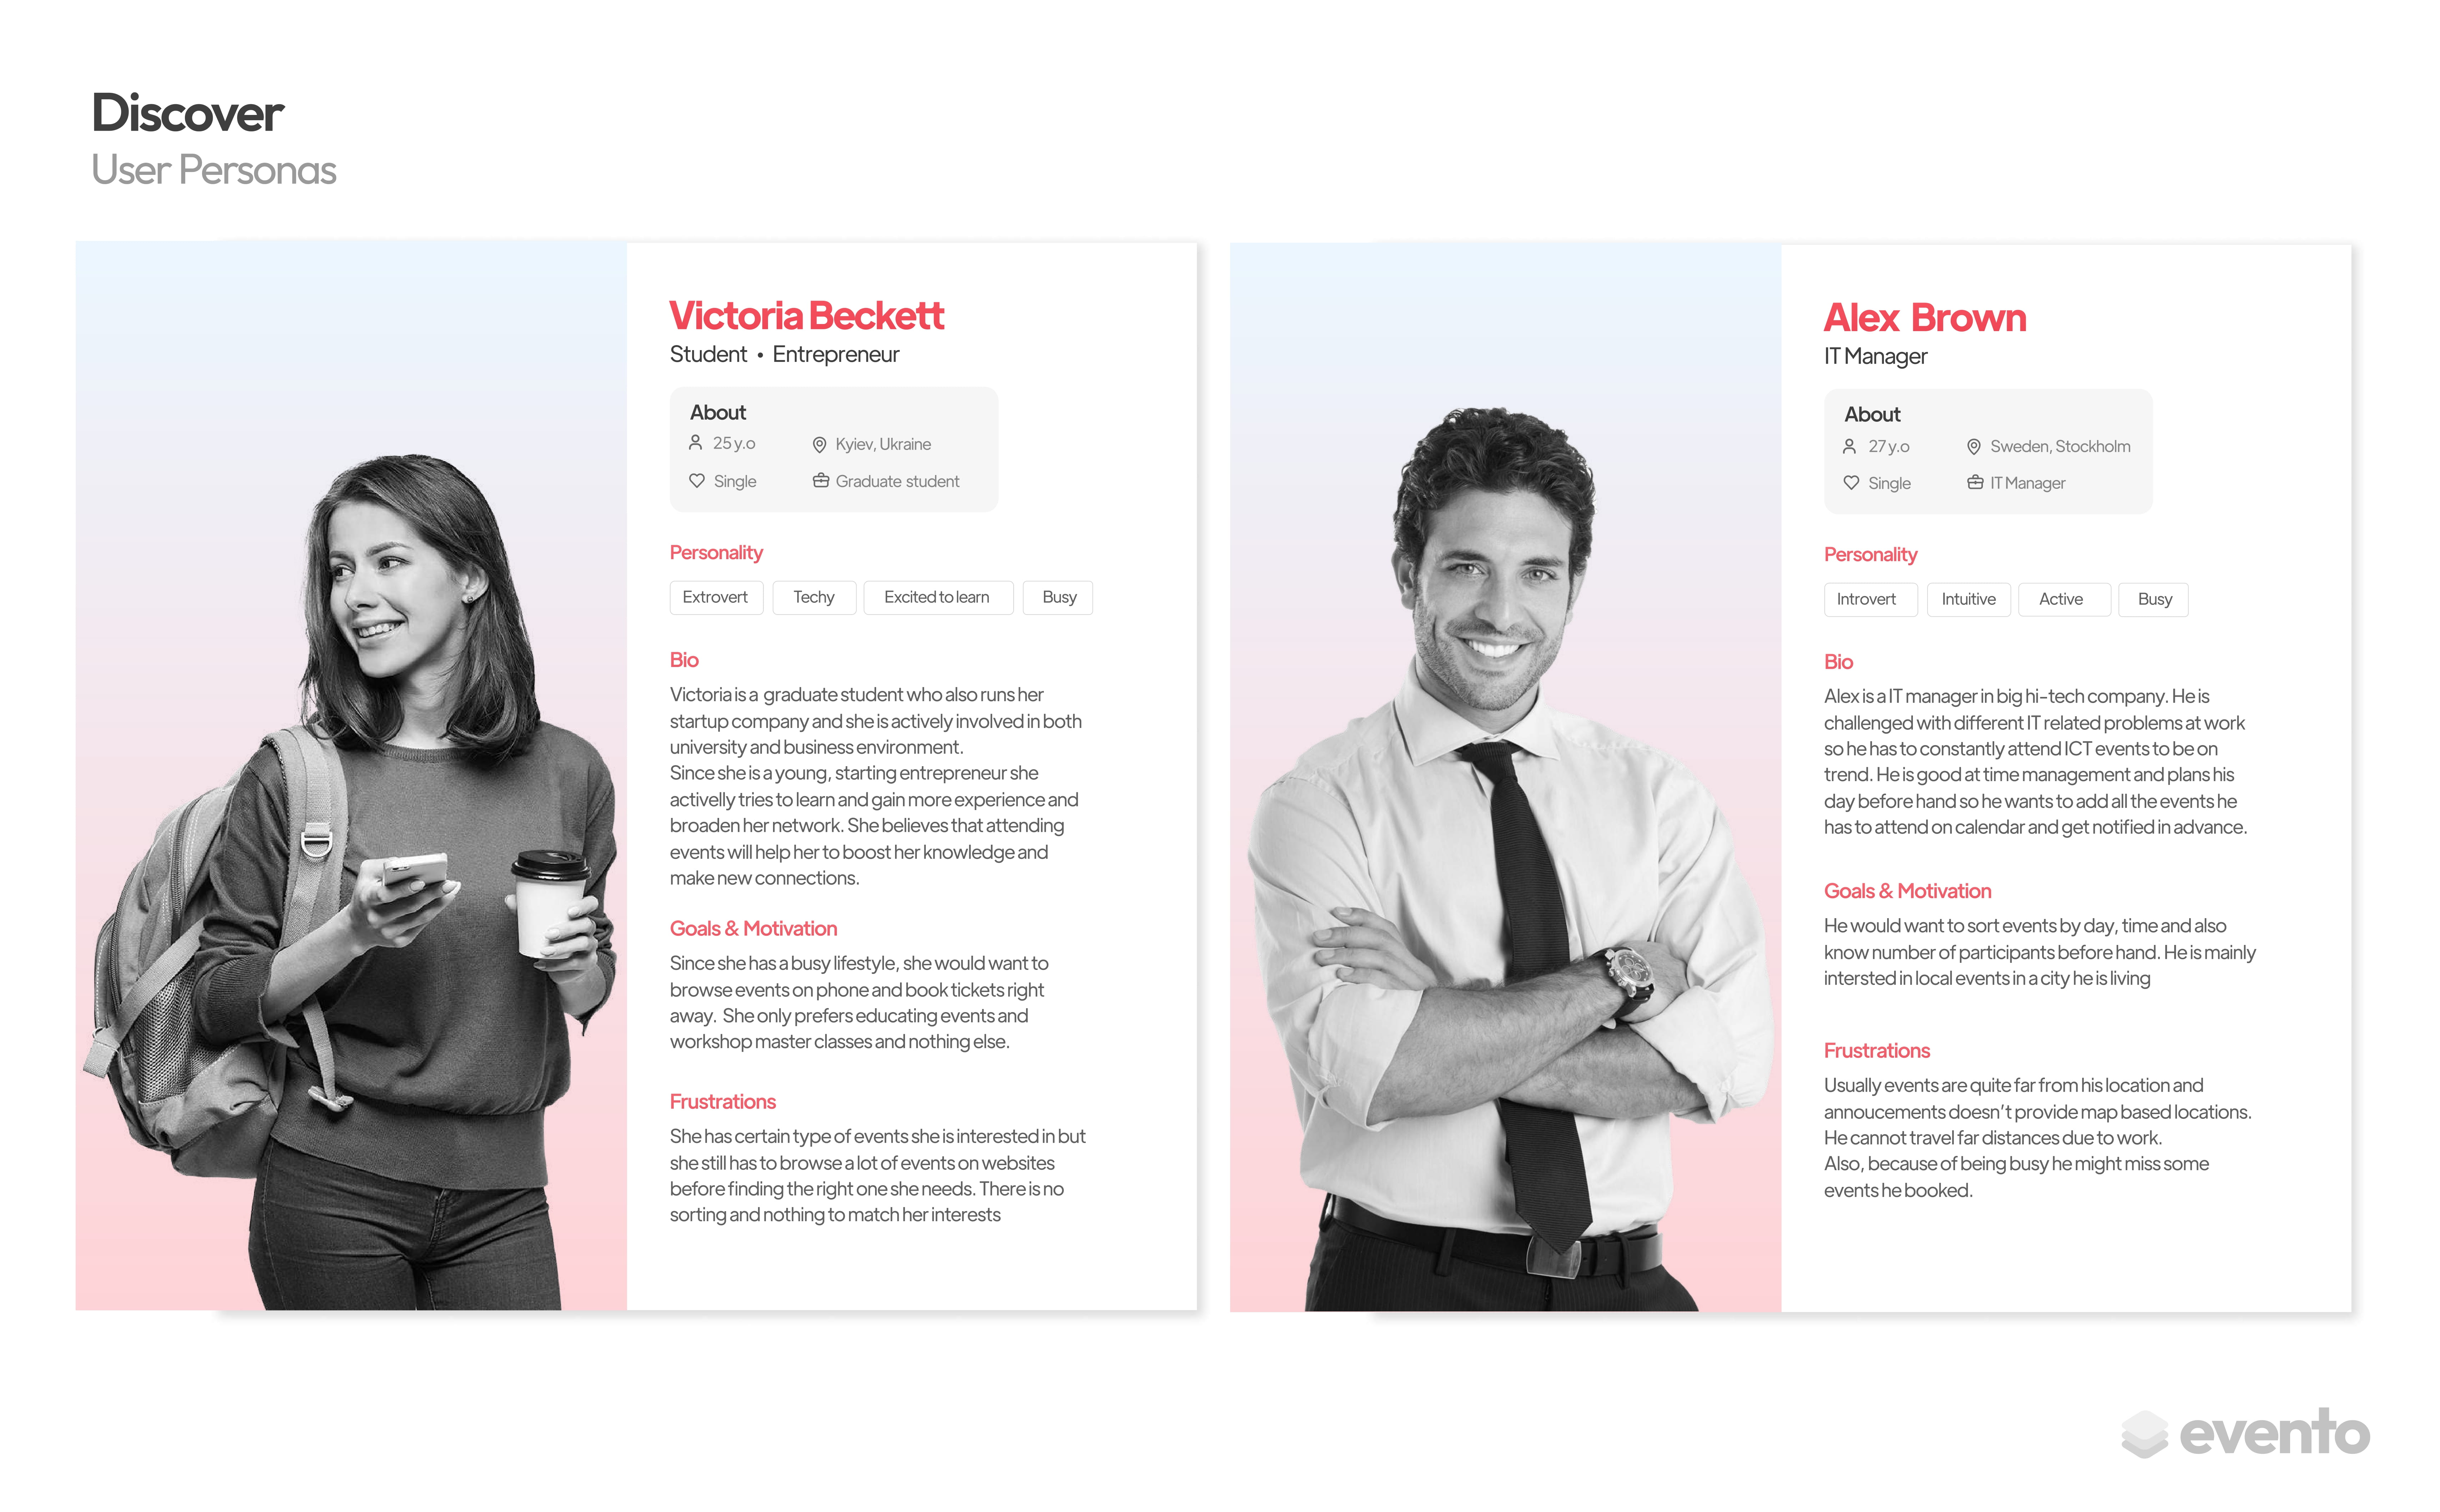 Discover
User Personas
Victoria Beckett
Student • Entrepreneur
About
25 y.o
Kyiev, Ukraine
Single
Graduate student
Personality
Extrovert
Techy
Excited to learn
Busy
Bio
Victoria is a graduate student who also runs her
startup company and she is actively involved in both
university and business environment.
Since she is a young, starting entrepreneur she
activelly tries to learn and gain more experience and
broaden her network. She believes that attending
events will help her to boost her knowledge and
make new connections.
Goals & Motivation
Since she has a busy lifestyle, she would want to
browse events on phone and book tickets right
away. She only prefers educating events and
workshop master classes and nothing else.
Frustrations
She has certain type of events she is interested in but
she still has to browse a lot of events on websites
before finding the right one she needs. There is no
sorting and nothing to match her interests
Alex Brown
IT Manager
About
27 y.o
Sweden, Stockholm
Single
IT Manager
Personality
Introvert
Intuitive
Active
Busy
Bio
Alex is a IT manager in big hi-tech company. He is
challenged with different IT related problems at work
so he has to constantly attend ICT events to be on
trend. He is good at time management and plans his
day before hand so he wants to add all the events he
has to attend on calendar and get notified in advance.
Goals & Motivation
He would want to sort events by day, time and also
know number of participants before hand. He is mainly
intersted in local events in a city he is living
Frustrations
Usually events are quite far from his location and
annoucements doesn't provide map based locations.
He cannot travel far distances due to work.
Also, because of being busy he might miss some
events he booked.
evento